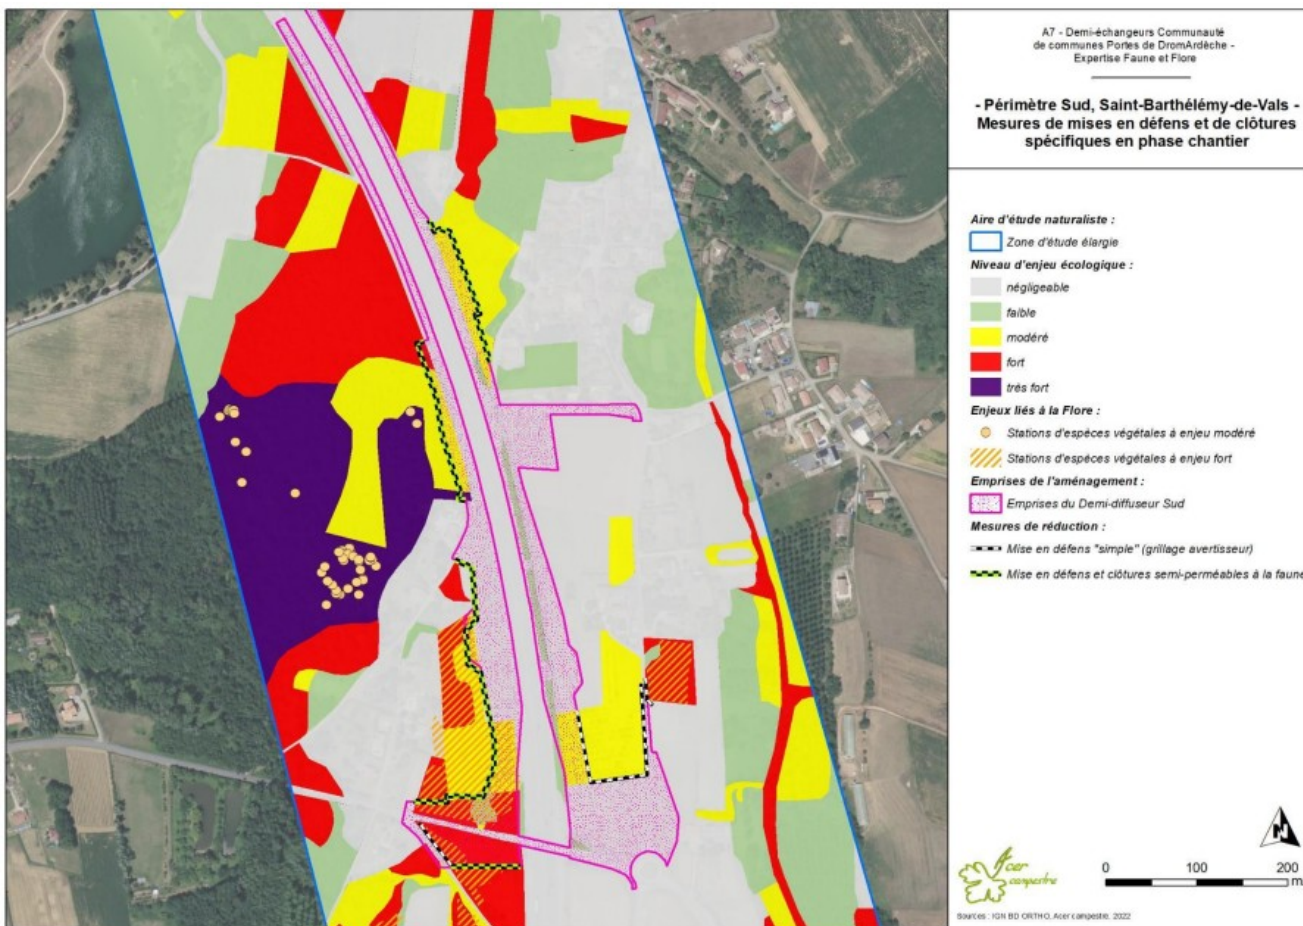 A7 - Demi-échangeurs Communauté
de communes Portes de DromArdèche -
Expertise Faune et Flore
- Périmètre Sud, Saint-Barthélémy-de-Vals -
Mesures de mises en défens et de clôtures
spécifiques en phase chantier
Aire d'étude naturaliste :
Zone d'étude élargie
Niveau d'enjeu écologique :
négligeable
faible
modéré
fort
très fort
Enjeux liés à la Flore :
Stations d'espèces végétales à enjeu modéré
Stations d'espèces végétales à enjeu fort
Emprises de l'aménagement :
Emprises du Demi-diffuseur Sud
Mesures de réduction :
Mise en défens "simple" (grillage avertisseur)
Mise en défens et clôtures semi-perméables à la faune
N
Acer
campestre
0 100 200
m
Sources : IGN BD ORTHO, Acer campestre, 2022